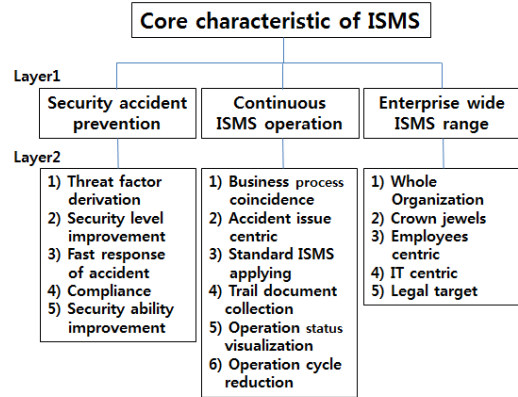 Core characteristic of ISMS
Layer1
Security accident
prevention
Continuous
ISMS operation
Enterprise wide
ISMS range
Layer2
1) Threat factor
derivation
2) Security level
improvement
3) Fast response
of accident
4) Compliance
5) Security ability
improvement
1) Business process
coincidence
2) Accident issue
centric
3) Standard ISMS
applying
4) Trail document
collection
5) Operation status
visualization
6) Operation cycle
reduction
1) Whole
Organization
2) Crown jewels
3) Employees
centric
4) IT centric
5) Legal target